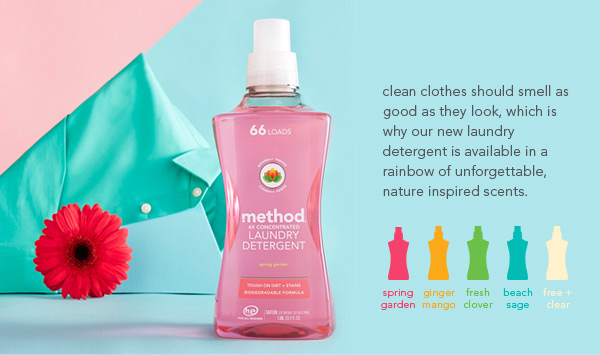 66 LOADS
method
4X CONCENTRATED
LAUNDRY
DETERGENT
spring garden
TOUGH ON DIRT + STAINS
BIODEGRADABLE FORMULA
hp
clean clothes should smell as
good as they look, which is
why our new laundry
detergent is available in a
rainbow of unforgettable,
nature inspired scents.
spring
garden
ginger
mango
fresh
clover
beach
sage
free +
clear